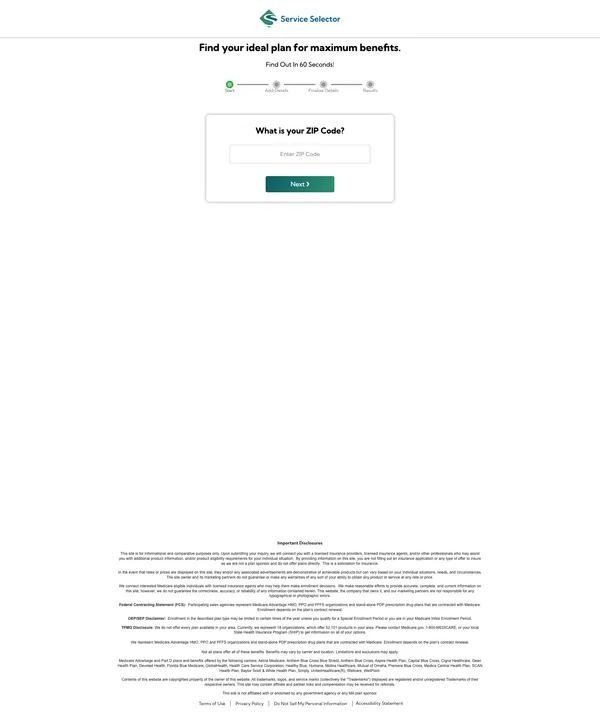 Service Selector
Find your ideal plan for maximum benefits.
Find Out In 60 Seconds!
Start
Add Details
Finalize Details
Results
What is your ZIP Code?
Enter ZIP Code
Next ❯
Important Disclosures
This site is for informational and comparative purposes only. Upon submitting your inquiry, we will connect you with a licensed insurance providers, licensed insurance agents, and/or other professionals who may assist
you with additional product information, and/or product eligibility requirements for your individual situation. By providing information on this site, you are not filling out an insurance application or any type of offer to insure
as we are not a plan sponsor and do not offer plans directly. This is a solicitation for insurance.
In the event that rates or prices are displayed on this site, they and/or any associated advertisements are demonstrative of achievable products but can vary based on your individual situations, needs, and circumstances.
The site owner and its marketing partners do not guarantee or make any warranties of any sort of your ability to obtain any product or service at any rate or price.
We connect interested Medicare eligible individuals with licensed insurance agents who may help them make enrollment decisions. We make reasonable efforts to provide accurate, complete, and current information on
this site, however, we do not guarantee the correctness, accuracy, or reliability of any information contained herein. This website, the company that owns it, and our marketing partners are not responsible for any
typographical or photographic errors.
Federal Contracting Statement (FCS): Participating sales agencies represent Medicare Advantage HMO, PPO and PFFS organizations and stand-alone PDP prescription drug plans that are contracted with Medicare.
Enrollment depends on the plan's contract renewal.
OEP/SEP Disclaimer: Enrollment in the described plan type may be limited to certain times of the year unless you qualify for a Special Enrollment Period or you are in your Medicare Initial Enrollment Period.
TPMO Disclosure: We do not offer every plan available in your area. Currently, we represent 18 organizations, which offer 52,101 products in your area. Please contact Medicare.gov, 1-800-MEDICARE, or your local
State Health Insurance Program (SHIP) to get information on all of your options.
We represent Medicare Advantage HMO, PPO and PFFS organizations and stand-alone PDP prescription drug plans that are contracted with Medicare. Enrollment depends on the plan's contract renewal.
Not all plans offer all of these benefits. Benefits may vary by carrier and location. Limitations and exclusions may apply.
Medicare Advantage and Part D plans and benefits offered by the following carriers: Aetna Medicare, Anthem Blue Cross Blue Shield, Anthem Blue Cross, Aspire Health Plan, Capital Blue Cross, Cigna Healthcare, Dean
Health Plan, Devoted Health, Florida Blue Medicare, GlobalHealth, Health Care Service Corporation, Healthy Blue, Humana, Molina Healthcare, Mutual of Omaha, Premera Blue Cross, Medica Central Health Plan, SCAN
Health Plan, Baylor Scott & White Health Plan, Simply, UnitedHealthcare(R), Wellcare, WellPoint
Contents of this website are copyright property of the owner of this website. All trademarks, logos, and service marks (collectively the "Trademarks") displayed are registered and/or unregistered Trademarks of their
respective owners. This site may contain affiliate and partner links and compensation may be received for referrals.
This site is not affiliated with or endorsed by any government agency or any MA plan sponsor.
Terms of Use | Privacy Policy | Do Not Sell My Personal Information | Accessibility Statement